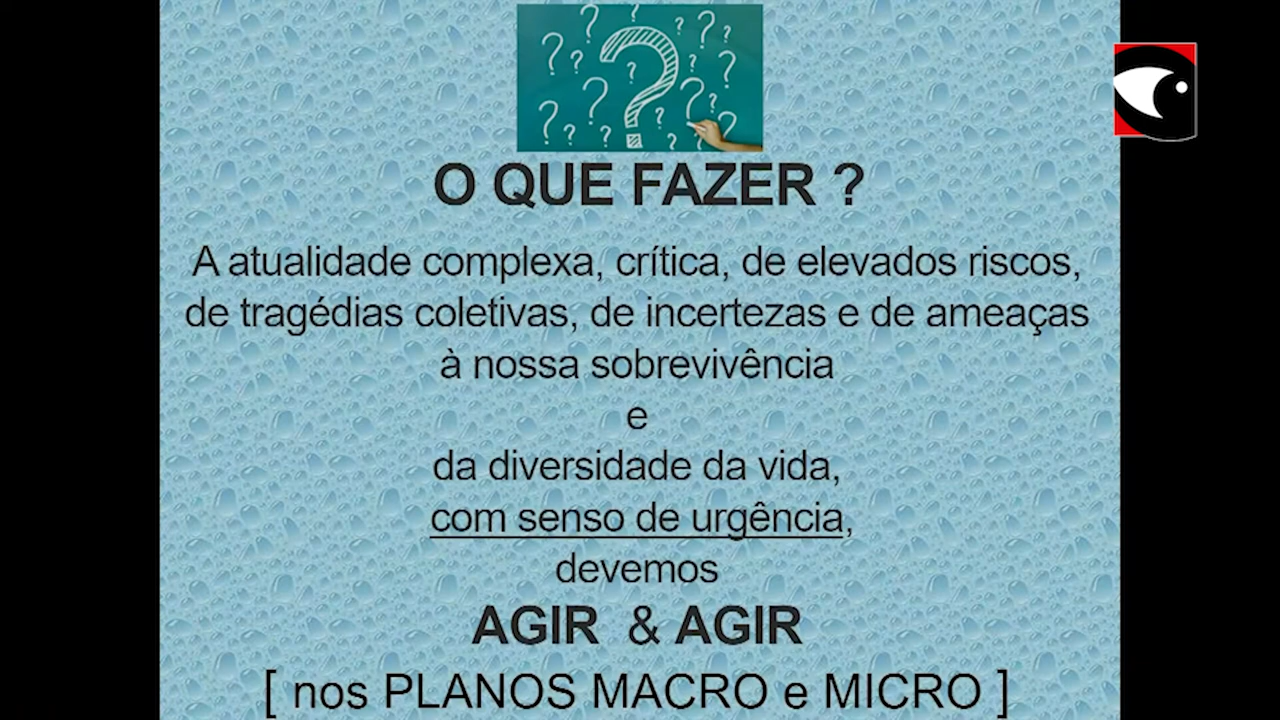 O QUE FAZER ?
A atualidade complexa, crítica, de elevados riscos,
de tragédias coletivas, de incertezas e de ameaças
à nossa sobrevivência
e
da diversidade da vida,
com senso de urgência,
devemos
AGIR & AGIR
[ nos PLANOS MACRO e MICRO ]